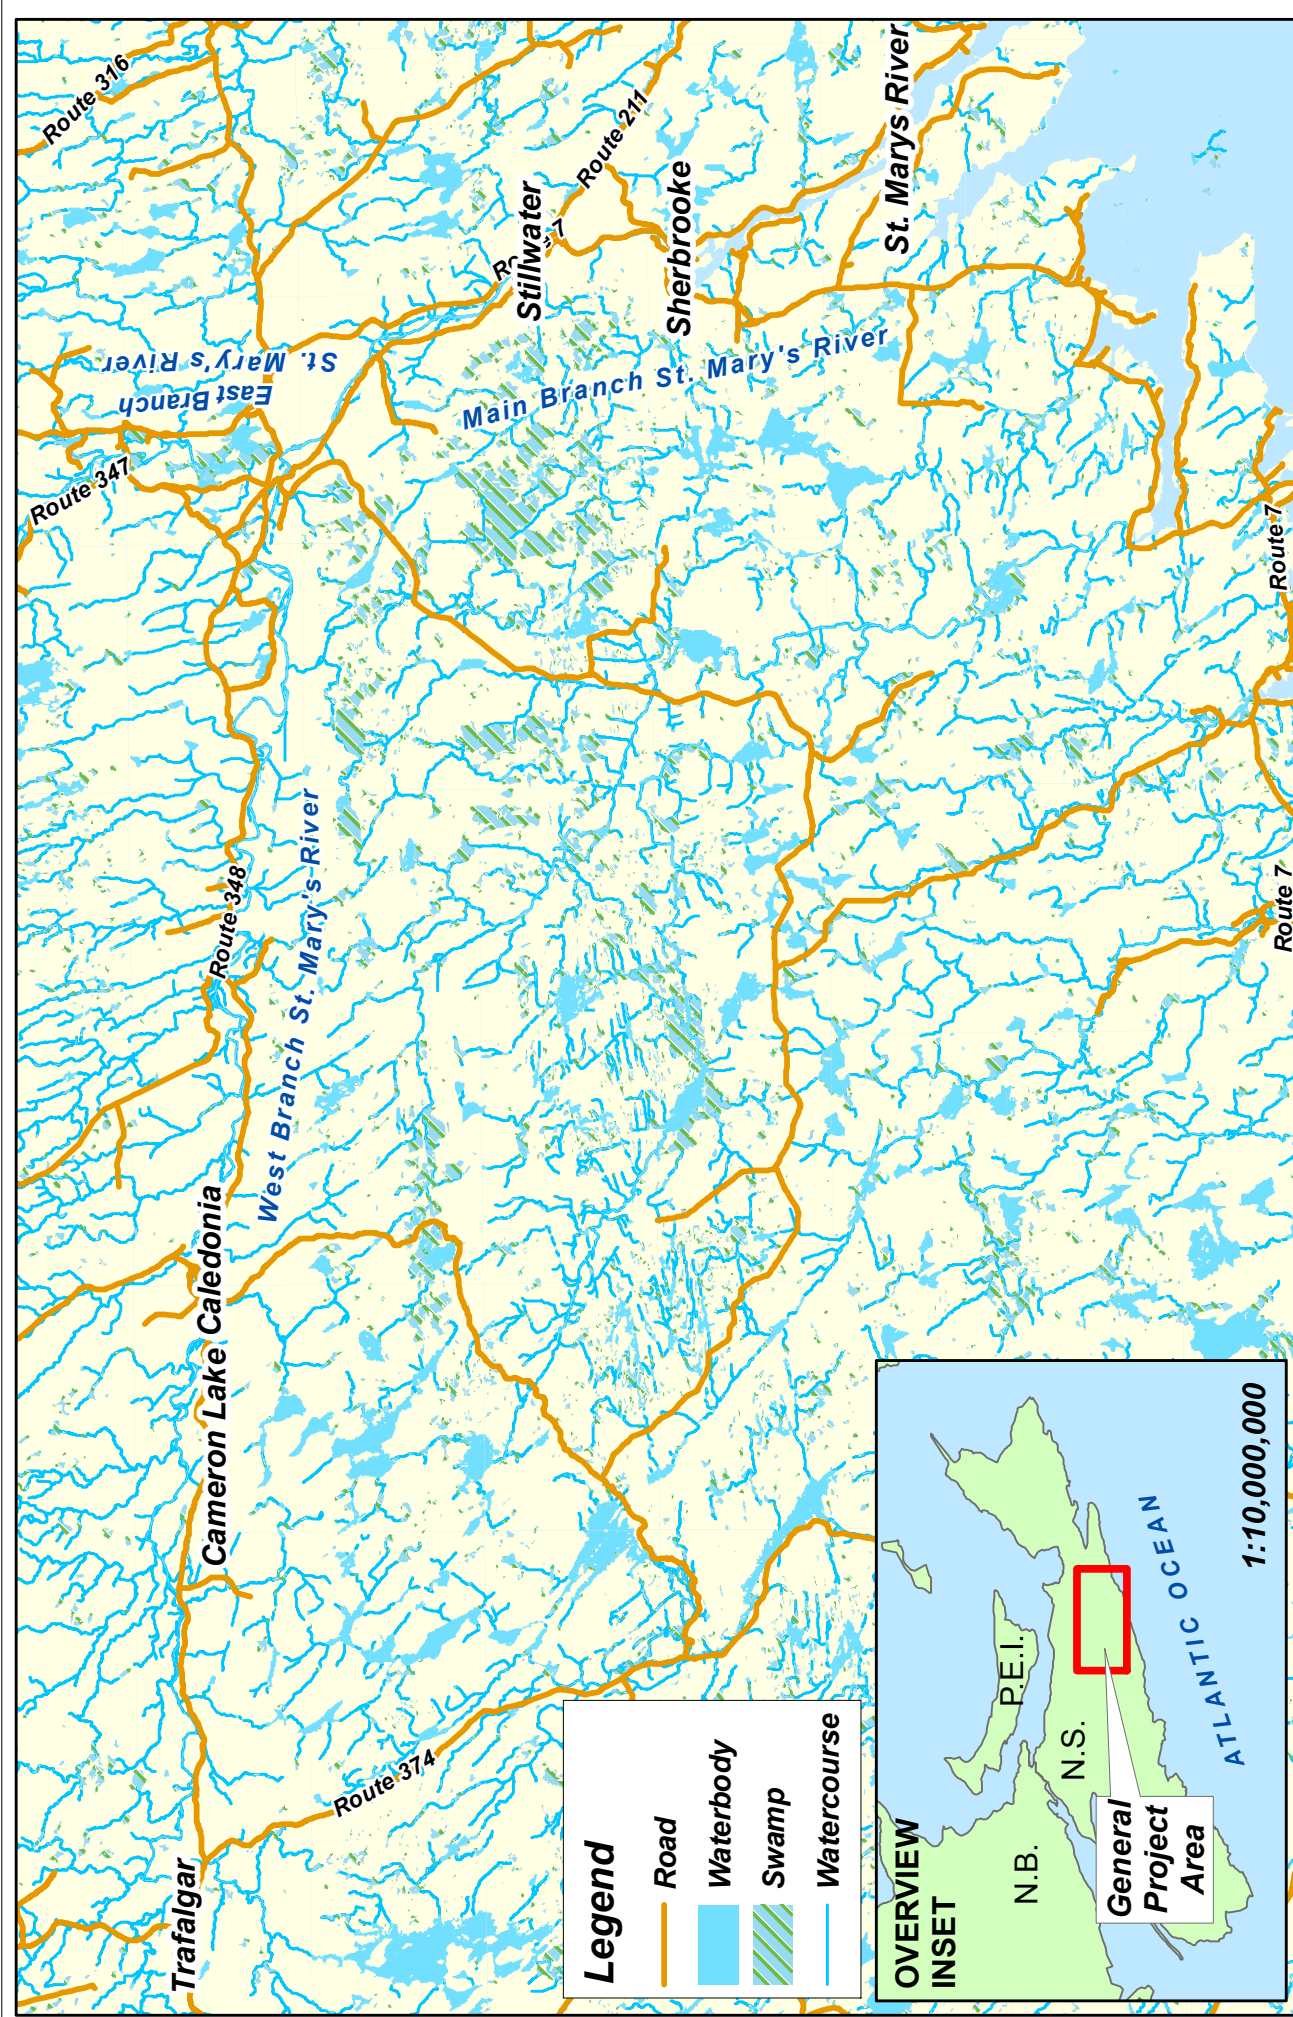 Route 316
Route 347
East Branch
St. Mary's River
Route 211
Stillwater
Sherbrooke
St. Marys River
Main Branch St. Mary's River
Route 348
West Branch St. Mary's River
Trafalgar
Cameron Lake
Caledonia
Route 374
Route 7
Route 7
Legend
Road
Waterbody
Swamp
Watercourse
OVERVIEW
INSET
N.B.
P.E.I.
N.S.
General
Project
Area
ATLANTIC OCEAN
1:10,000,000